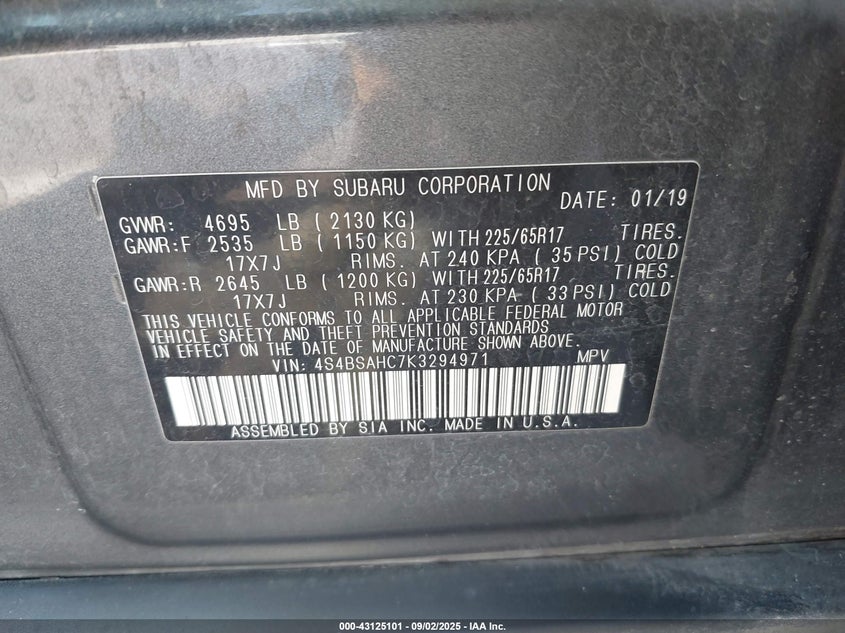 MFD BY SUBARU CORPORATION DATE: 01/19
GVWR: 4695 LB ( 2130 KG)
GAWR:F 2535 LB ( 1150 KG) WITH 225/65R17 TIRES.
17X7J RIMS. AT 240 KPA ( 35 PSI) COLD
GAWR:R 2645 LB ( 1200 KG) WITH 225/65R17 TIRES.
17X7J RIMS. AT 230 KPA ( 33 PSI) COLD
THIS VEHICLE CONFORMS TO ALL APPLICABLE FEDERAL MOTOR
VEHICLE SAFETY AND THEFT PREVENTION STANDARDS
IN EFFECT ON THE DATE OF MANUFACTURE SHOWN ABOVE.
VIN: 4S4BSAHC7K3294971 MPV
ASSEMBLED BY SIA INC. MADE IN U.S.A.
000-43125101 - 09/02/2025 - IAA Inc.